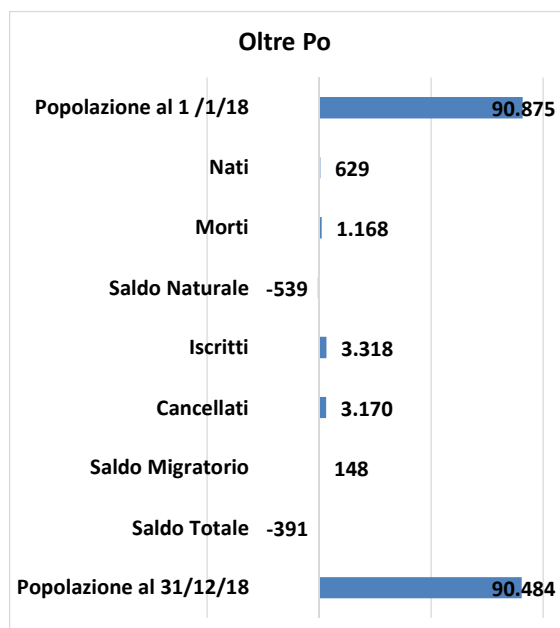 Oltre Po
Popolazione al 1 /1/18 90.875
Nati 629
Morti 1.168
Saldo Naturale -539
Iscritti 3.318
Cancellati 3.170
Saldo Migratorio 148
Saldo Totale -391
Popolazione al 31/12/18 90.484